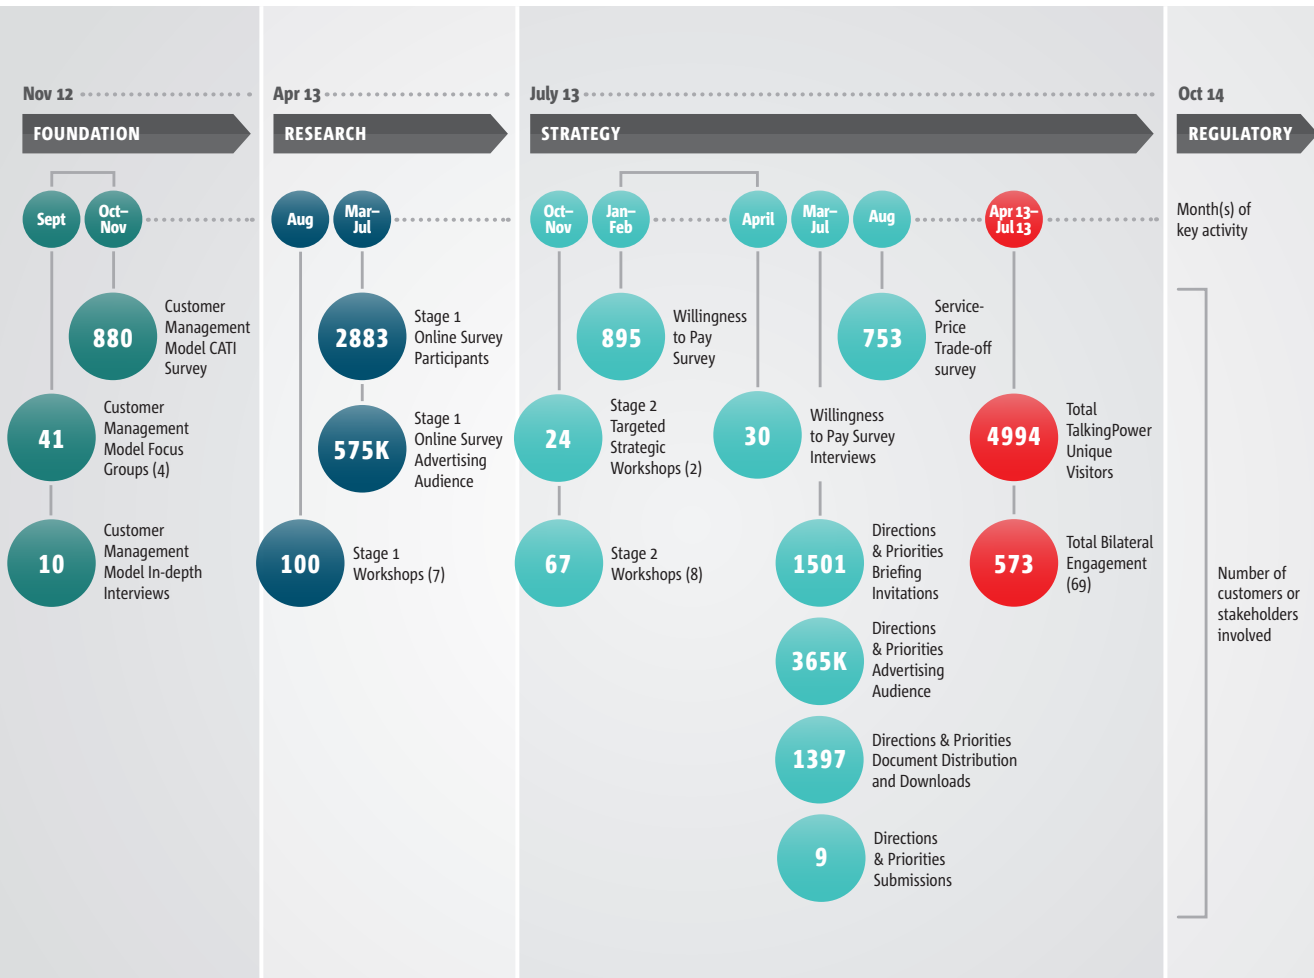 Nov 12
Apr 13
July 13
Oct 14
FOUNDATION
RESEARCH
STRATEGY
REGULATORY
Sept
Oct–
Nov
Aug
Mar–
Jul
Oct–
Nov
Jan–
Feb
April
Mar–
Jul
Aug
Apr 13–
Jul 13
Month(s) of
key activity
880
Customer
Management
Model CATI
Survey
41
Customer
Management
Model Focus
Groups (4)
10
Customer
Management
Model In-depth
Interviews
2883
Stage 1
Online Survey
Participants
575K
Stage 1
Online Survey
Advertising
Audience
100
Stage 1
Workshops (7)
895
Willingness
to Pay
Survey
24
Stage 2
Targeted
Strategic
Workshops (2)
67
Stage 2
Workshops (8)
30
Willingness
to Pay Survey
Interviews
753
Service-
Price
Trade-off
survey
1501
Directions
& Priorities
Briefing
Invitations
365K
Directions
& Priorities
Advertising
Audience
1397
Directions & Priorities
Document Distribution
and Downloads
9
Directions
& Priorities
Submissions
4994
Total
TalkingPower
Unique
Visitors
573
Total Bilateral
Engagement
(69)
Number of
customers or
stakeholders
involved